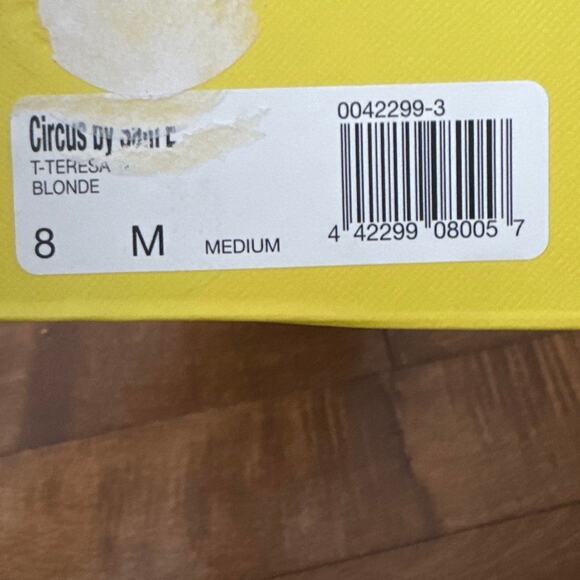 Circus by
T-TERESA
BLONDE
8 M MEDIUM
0042299-3
4 42299 08005 7